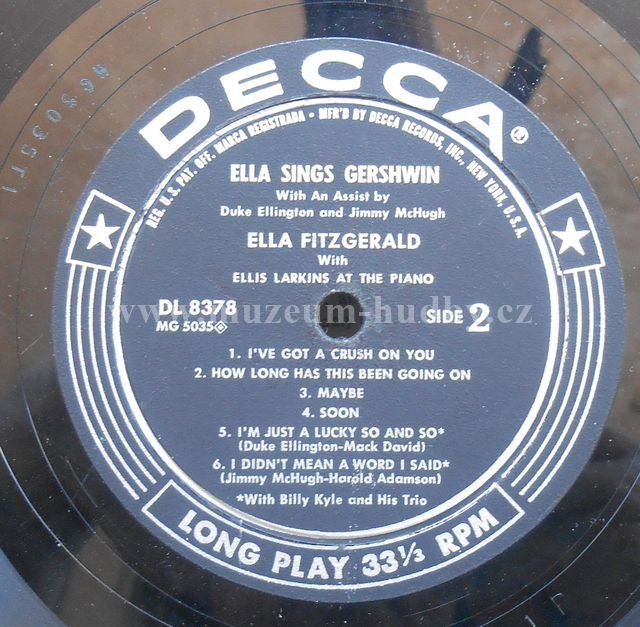 DECCA®
REG. U.S. PAT. OFF. MARCA REGISTRADA • MFR'D BY DECCA RECORDS, INC., NEW YORK, U.S.A.
ELLA SINGS GERSHWIN
With An Assist by
Duke Ellington and Jimmy McHugh
ELLA FITZGERALD
With
ELLIS LARKINS AT THE PIANO
DL 8378
MG 5035
SIDE 2
www.muzeum-hudby.cz
1. I'VE GOT A CRUSH ON YOU
2. HOW LONG HAS THIS BEEN GOING ON
3. MAYBE
4. SOON
5. I'M JUST A LUCKY SO AND SO*
(Duke Ellington-Mack David)
6. I DIDN'T MEAN A WORD I SAID*
(Jimmy McHugh-Harold Adamson)
*With Billy Kyle and His Trio
LONG PLAY 33⅓ RPM